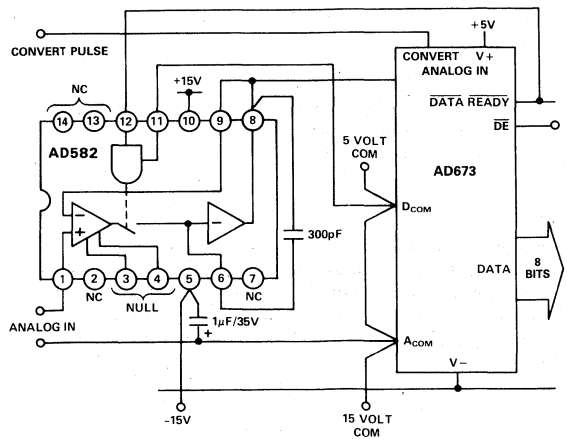 +5V
CONVERT PULSE
CONVERT V+
ANALOG IN
+15V
NC
DATA READY
14 13 12 11 10 9 8
DE
AD582
5 VOLT
COM
AD673
DCOM
300pF
8
BITS
DATA
1 2 3 4 5 6 7
NC
NULL
NC
1μF/35V
+
ANALOG IN
ACOM
V−
-15V
15 VOLT
COM